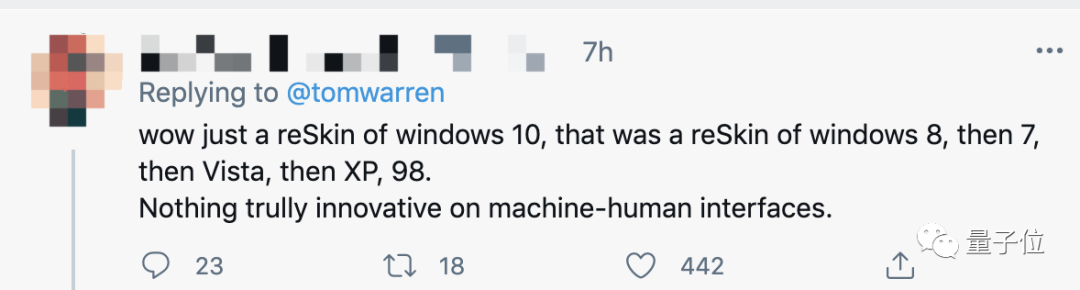 7h
Replying to @tomwarren
wow just a reSkin of windows 10, that was a reSkin of windows 8, then 7,
then Vista, then XP, 98.
Nothing trully innovative on machine-human interfaces.
23 18 442
量子位